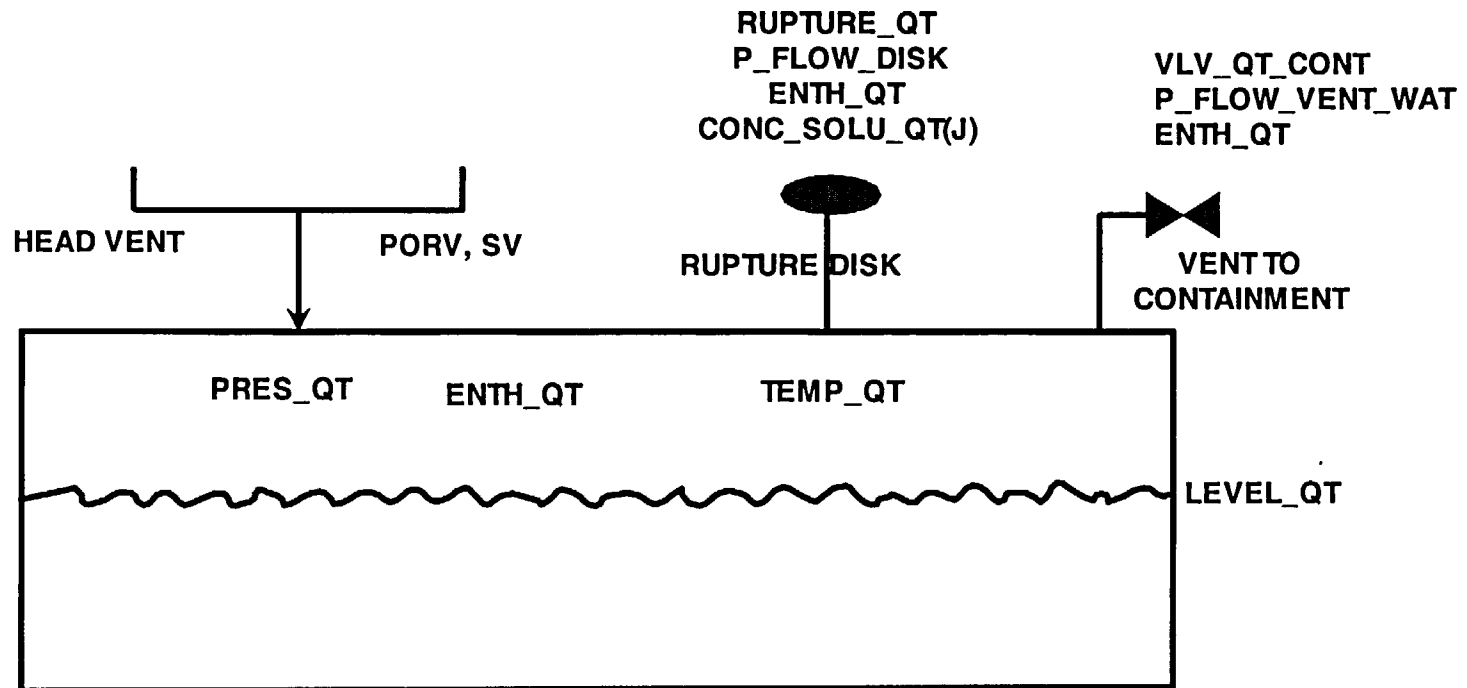 RUPTURE_QT
P_FLOW_DISK
ENTH_QT
CONC_SOLU_QT(J)
VLV_QT_CONT
P_FLOW_VENT_WAT
ENTH_QT
HEAD VENT
PORV, SV
RUPTURE DISK
VENT TO
CONTAINMENT
PRES_QT
ENTH_QT
TEMP_QT
LEVEL_QT